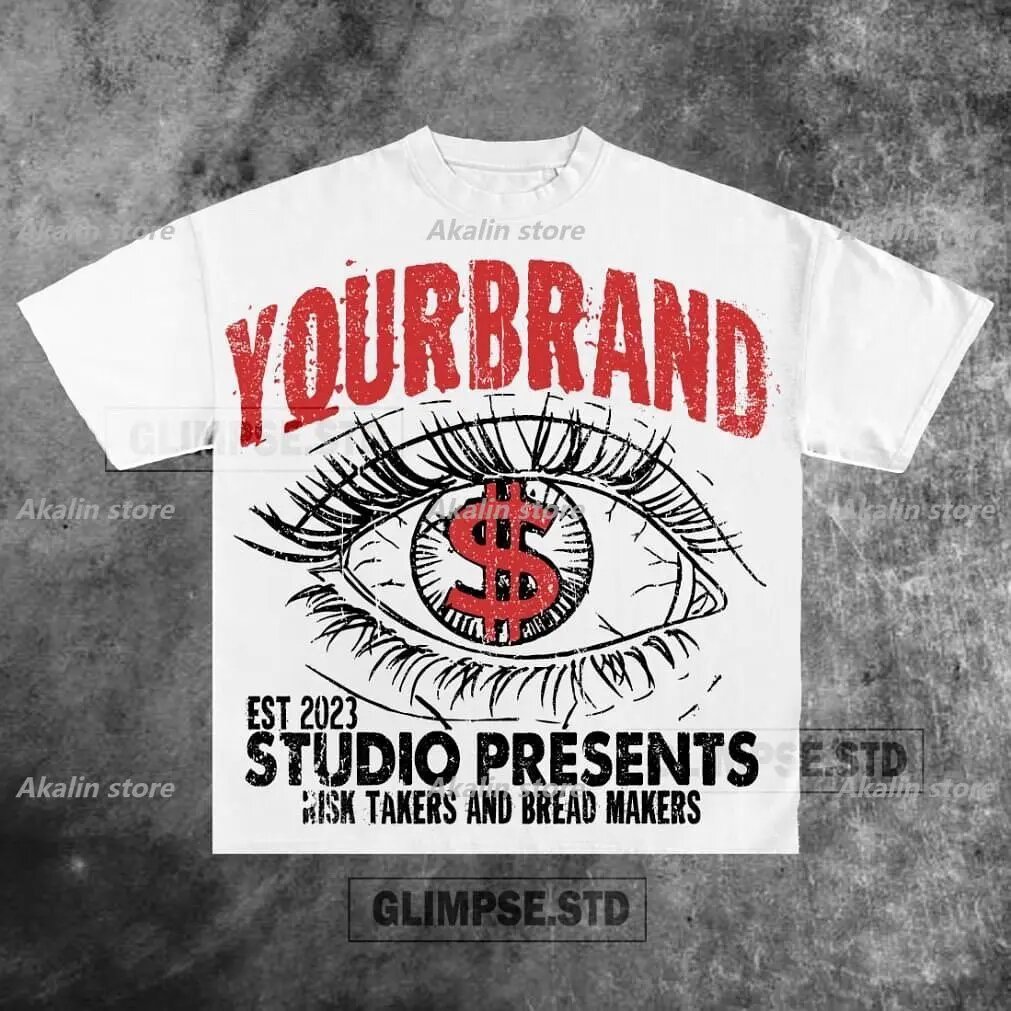 Akalin store Akalin store Akalin store
YOURBRAND
GLIMPSE.STD
$
Akalin store Akalin store Akalin store
EST 2023
STUDIO PRESENTS
GLIMPSE.STD
Akalin store Akalin store Akalin store
RISK TAKERS AND BREAD MAKERS
GLIMPSE.STD